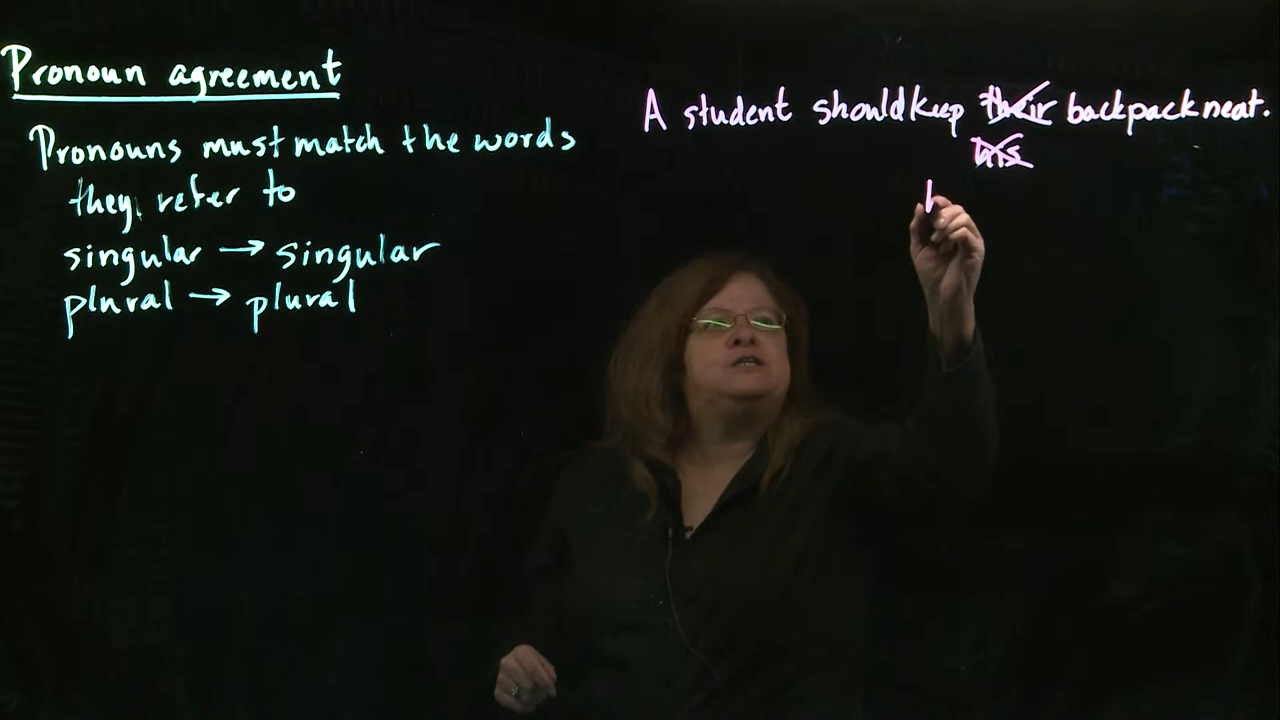 Pronoun agreement
Pronouns must match the words
they refer to
singular → singular
plural → plural
A student should keep their backpack neat.
his